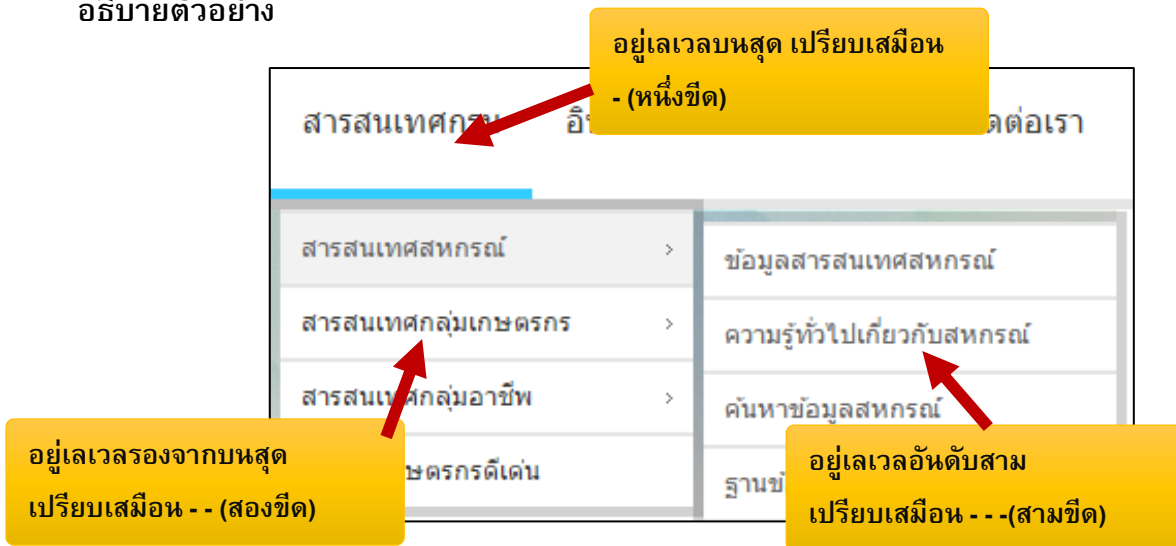 อธิบายตัวอย่าง
อยู่เลเวลบนสุด เปรียบเสมือน
- (หนึ่งขีด)
สารสนเทศกรม
ต่อเรา
สารสนเทศสหกรณ์ >
สารสนเทศกลุ่มเกษตรกร >
สารสนเทศกลุ่มอาชีพ >
ษตรกรดีเด่น
ข้อมูลสารสนเทศสหกรณ์
ความรู้ทั่วไปเกี่ยวกับสหกรณ์
ค้นหาข้อมูลสหกรณ์
ฐานข้
อยู่เลเวลรองจากบนสุด
เปรียบเสมือน - - (สองขีด)
อยู่เลเวลอันดับสาม
เปรียบเสมือน - - -(สามขีด)